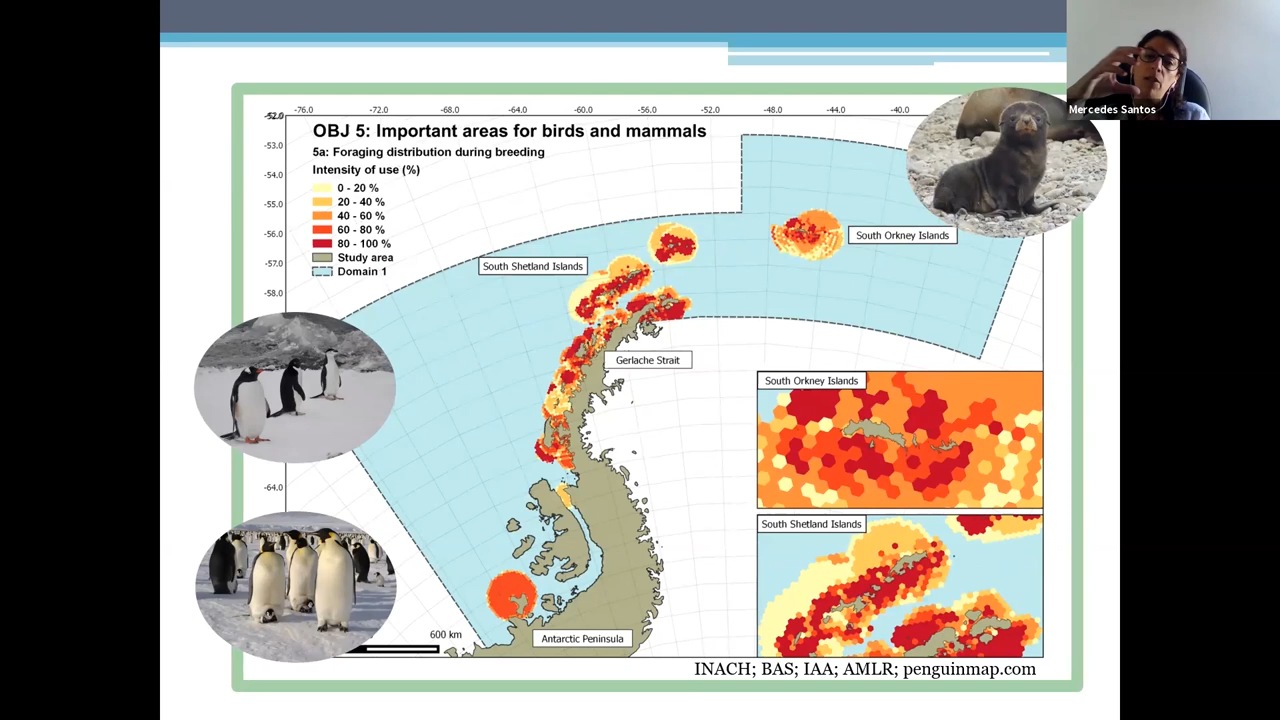 Mercedes Santos
-76.0 -72.0 -68.0 -64.0 -60.0 -56.0 -52.0 -48.0 -44.0 -40.0
-52.0
OBJ 5: Important areas for birds and mammals
-53.0
5a: Foraging distribution during breeding
Intensity of use (%)
-54.0
0 - 20 %
20 - 40 %
-55.0
40 - 60 %
60 - 80 %
-56.0
80 - 100 %
Study area
-57.0
Domain 1
-58.0
South Orkney Islands
South Shetland Islands
Gerlache Strait
South Orkney Islands
-64.0
South Shetland Islands
600 km
Antarctic Peninsula
INACH; BAS; IAA; AMLR; penguinmap.com